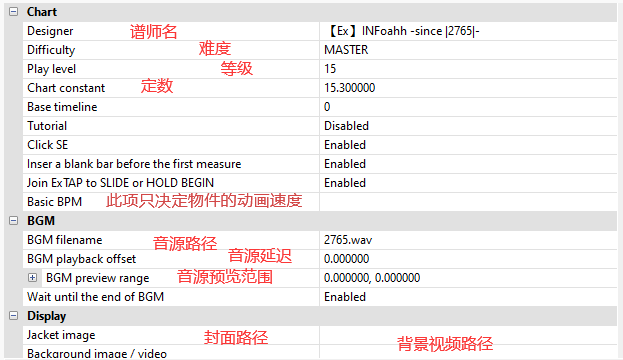 Chart
Designer 谱师名 【Ex】INFoahh -since |2765|-
Difficulty 难度 MASTER
Play level 等级 15
Chart constant 定数 15.300000
Base timeline 0
Tutorial Disabled
Click SE Enabled
Inser a blank bar before the first measure Enabled
Join ExTAP to SLIDE or HOLD BEGIN Enabled
Basic BPM 此项只决定物件的动画速度
BGM
BGM filename 音源路径 2765.wav
BGM playback offset 音源延迟 0.000000
BGM preview range 音源预览范围 0.000000, 0.000000
Wait until the end of BGM Enabled
Display
Jacket image 封面路径
Background image / video 背景视频路径